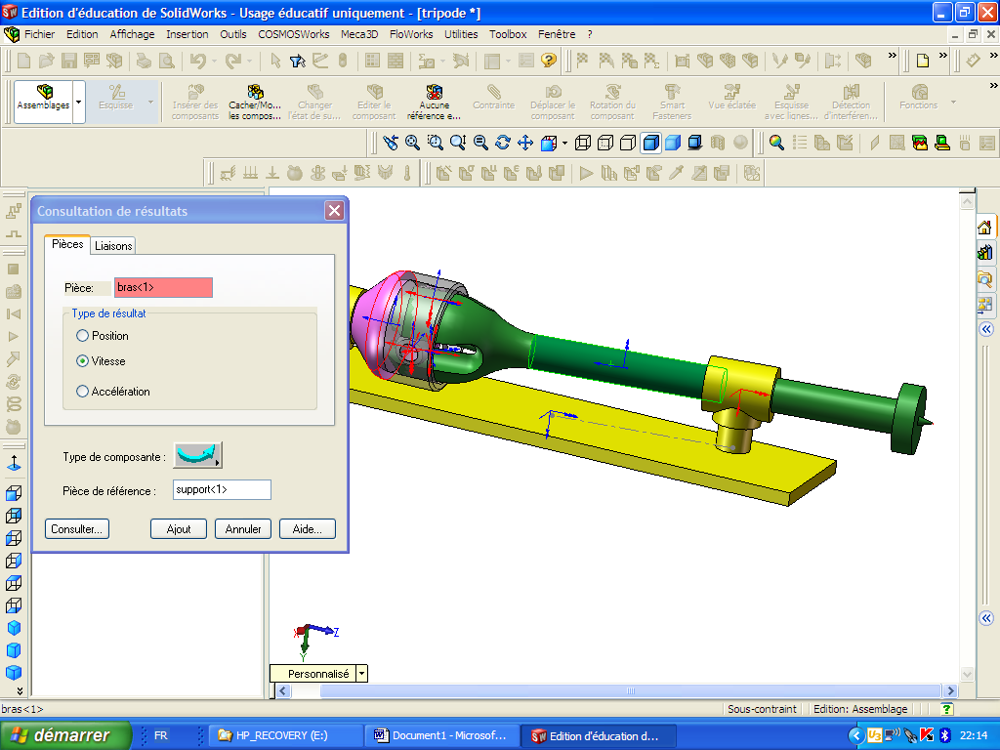 Edition d'éducation de SolidWorks - Usage éducatif uniquement - [tripode *]
Fichier Edition Affichage Insertion Outils COSMOSWorks Meca3D FloWorks Utilities Toolbox Fenêtre ?
Assemblages Esquisse Insérer des composants Cacher/Mo... les compos... Changer l'état de su... Editer le composant Aucune référence e... Contrainte Déplacer le composant Rotation du composant Smart Fasteners Vue éclatée Esquisse avec lignes... Détection d'interféren... Fonctions
Consultation de résultats
Pièces Liaisons
Pièce: bras<1>
Type de résultat
Position
Vitesse
Accélération
Type de composante :
Pièce de référence : support<1>
Consulter... Ajout Annuler Aide...
X Z
Y
Personnalisé
bras<1> Sous-contraint Edition: Assemblage
démarrer FR HP_RECOVERY (E:) Document1 - Microsof... Edition d'éducation d... 22:14